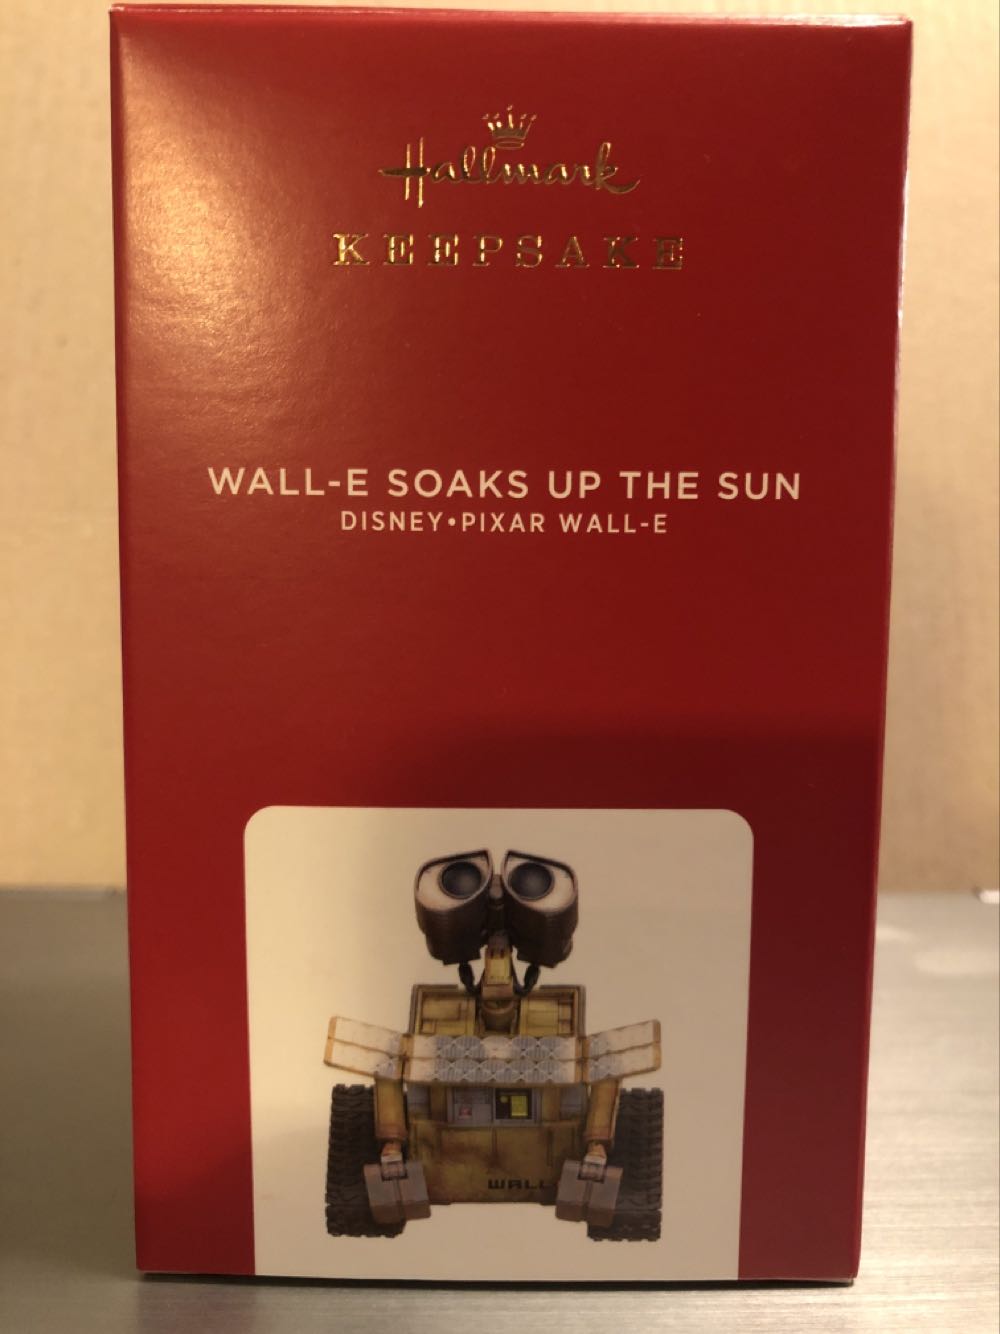 Hallmark
KEEPSAKE
WALL-E SOAKS UP THE SUN
DISNEY•PIXAR WALL-E
WALL